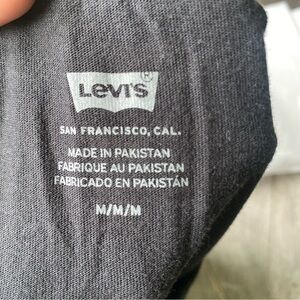 Levi's®
SAN FRANCISCO, CAL.
MADE IN PAKISTAN
FABRIQUE AU PAKISTAN
FABRICADO EN PAKISTÁN
M/M/M